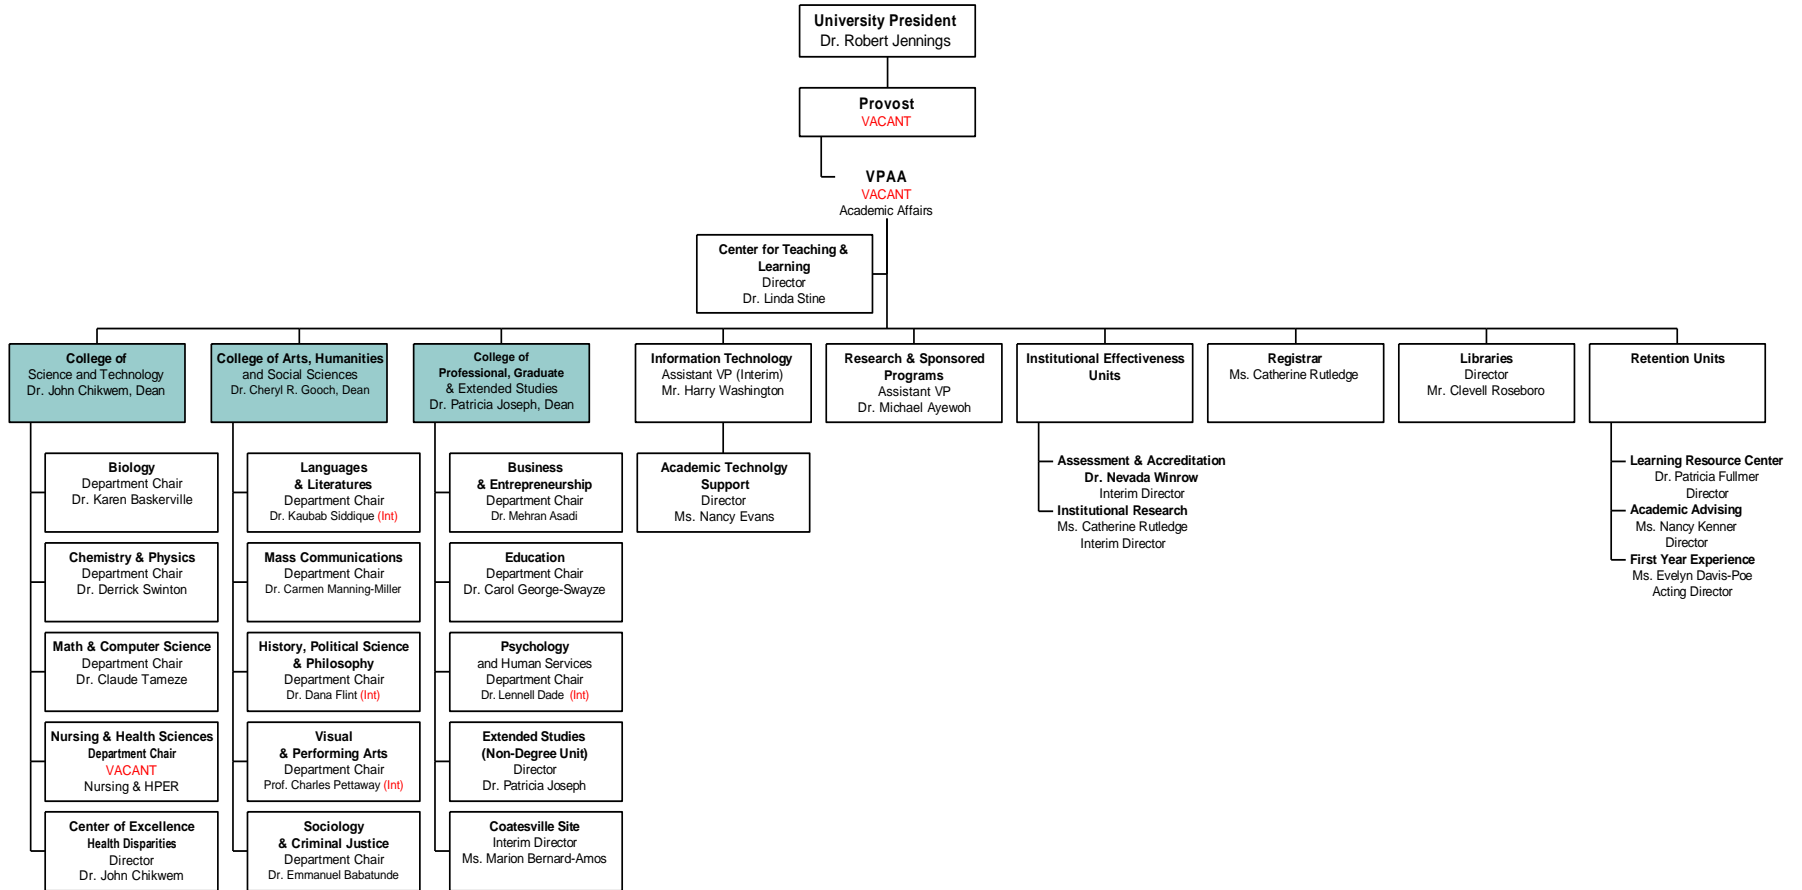 University President
Dr. Robert Jennings
Provost
VACANT
VPAA
VACANT
Academic Affairs
Center for Teaching &
Learning
Director
Dr. Linda Stine
College of
Science and Technology
Dr. John Chikwem, Dean
College of Arts, Humanities
and Social Sciences
Dr. Cheryl R. Gooch, Dean
College of
Professional, Graduate
& Extended Studies
Dr. Patricia Joseph, Dean
Information Technology
Assistant VP (Interim)
Mr. Harry Washington
Research & Sponsored
Programs
Assistant VP
Dr. Michael Ayewoh
Institutional Effectiveness
Units
Registrar
Ms. Catherine Rutledge
Libraries
Director
Mr. Clevell Roseboro
Retention Units
Biology
Department Chair
Dr. Karen Baskerville
Chemistry & Physics
Department Chair
Dr. Derrick Swinton
Math & Computer Science
Department Chair
Dr. Claude Tameze
Nursing & Health Sciences
Department Chair
VACANT
Nursing & HPER
Center of Excellence
Health Disparities
Director
Dr. John Chikwem
Languages
& Literatures
Department Chair
Dr. Kaubab Siddique (Int)
Mass Communications
Department Chair
Dr. Carmen Manning-Miller
History, Political Science
& Philosophy
Department Chair
Dr. Dana Flint (Int)
Visual
& Performing Arts
Department Chair
Prof. Charles Pettaway (Int)
Sociology
& Criminal Justice
Department Chair
Dr. Emmanuel Babatunde
Business
& Entrepreneurship
Department Chair
Dr. Mehran Asadi
Education
Department Chair
Dr. Carol George-Swayze
Psychology
and Human Services
Department Chair
Dr. Lennell Dade (Int)
Extended Studies
(Non-Degree Unit)
Director
Dr. Patricia Joseph
Coatesville Site
Interim Director
Ms. Marion Bernard-Amos
Academic Technolgy
Support
Director
Ms. Nancy Evans
Assessment & Accreditation
Dr. Nevada Winrow
Interim Director
Institutional Research
Ms. Catherine Rutledge
Interim Director
Learning Resource Center
Dr. Patricia Fullmer
Director
Academic Advising
Ms. Nancy Kenner
Director
First Year Experience
Ms. Evelyn Davis-Poe
Acting Director